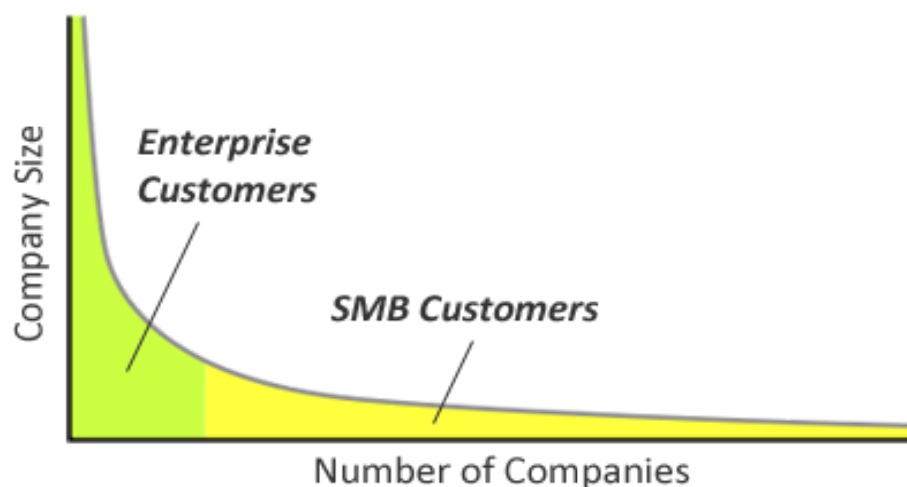 Enterprise
Customers
SMB Customers
Company Size
Number of Companies